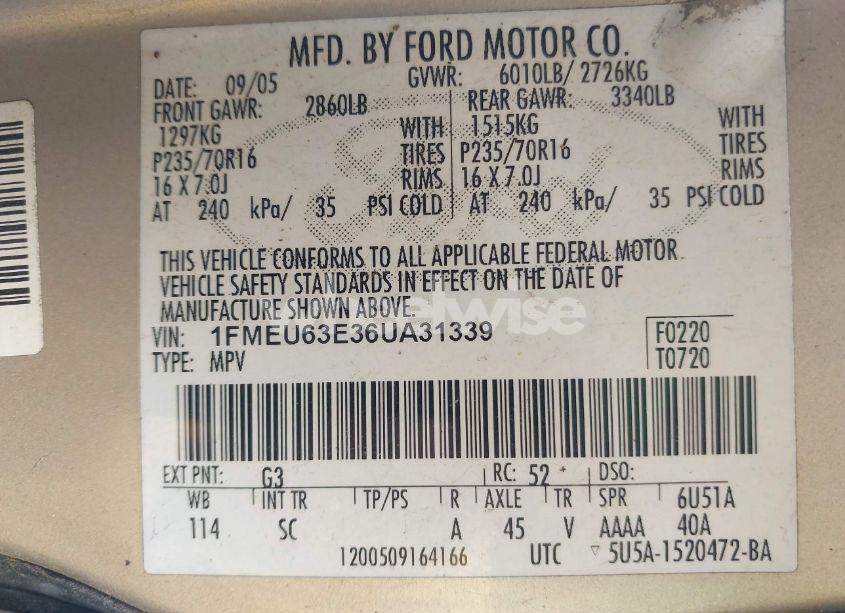 MFD. BY FORD MOTOR CO.
DATE: 09/05 GVWR: 6010LB/ 2726KG
FRONT GAWR: 2860LB REAR GAWR: 3340LB
1297KG WITH 1515KG WITH
P235/70R16 TIRES P235/70R16 TIRES
16 X 7.0J RIMS 16 X 7.0J RIMS
AT 240 kPa/ 35 PSI COLD AT 240 kPa/ 35 PSI COLD
THIS VEHICLE CONFORMS TO ALL APPLICABLE FEDERAL MOTOR
VEHICLE SAFETY STANDARDS IN EFFECT ON THE DATE OF
MANUFACTURE SHOWN ABOVE.
VIN: 1FMEU63E36UA31339 F0220
TYPE: MPV T0720
EXT PNT: G3 RC: 52 DSO:
WB INT TR TP/PS R AXLE TR SPR 6U51A
114 SC A 45 V AAAA 40A
1200509164166 UTC ▽ 5U5A-1520472-BA